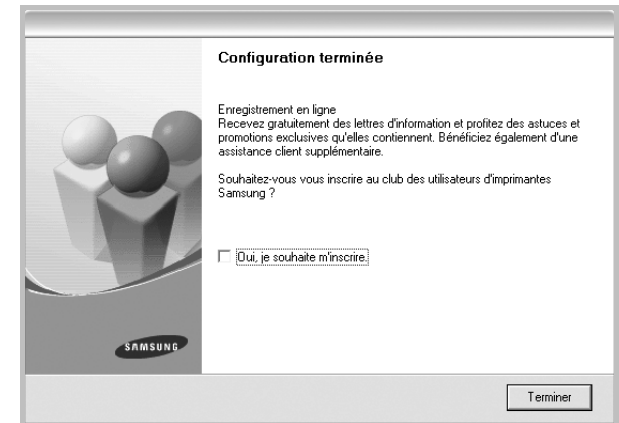 Configuration terminée
Enregistrement en ligne
Recevez gratuitement des lettres d'information et profitez des astuces et
promotions exclusives qu'elles contiennent. Bénéficiez également d'une
assistance client supplémentaire.
Souhaitez-vous vous inscrire au club des utilisateurs d'imprimantes
Samsung ?
Oui, je souhaite m'inscrire.
SAMSUNG
Terminer